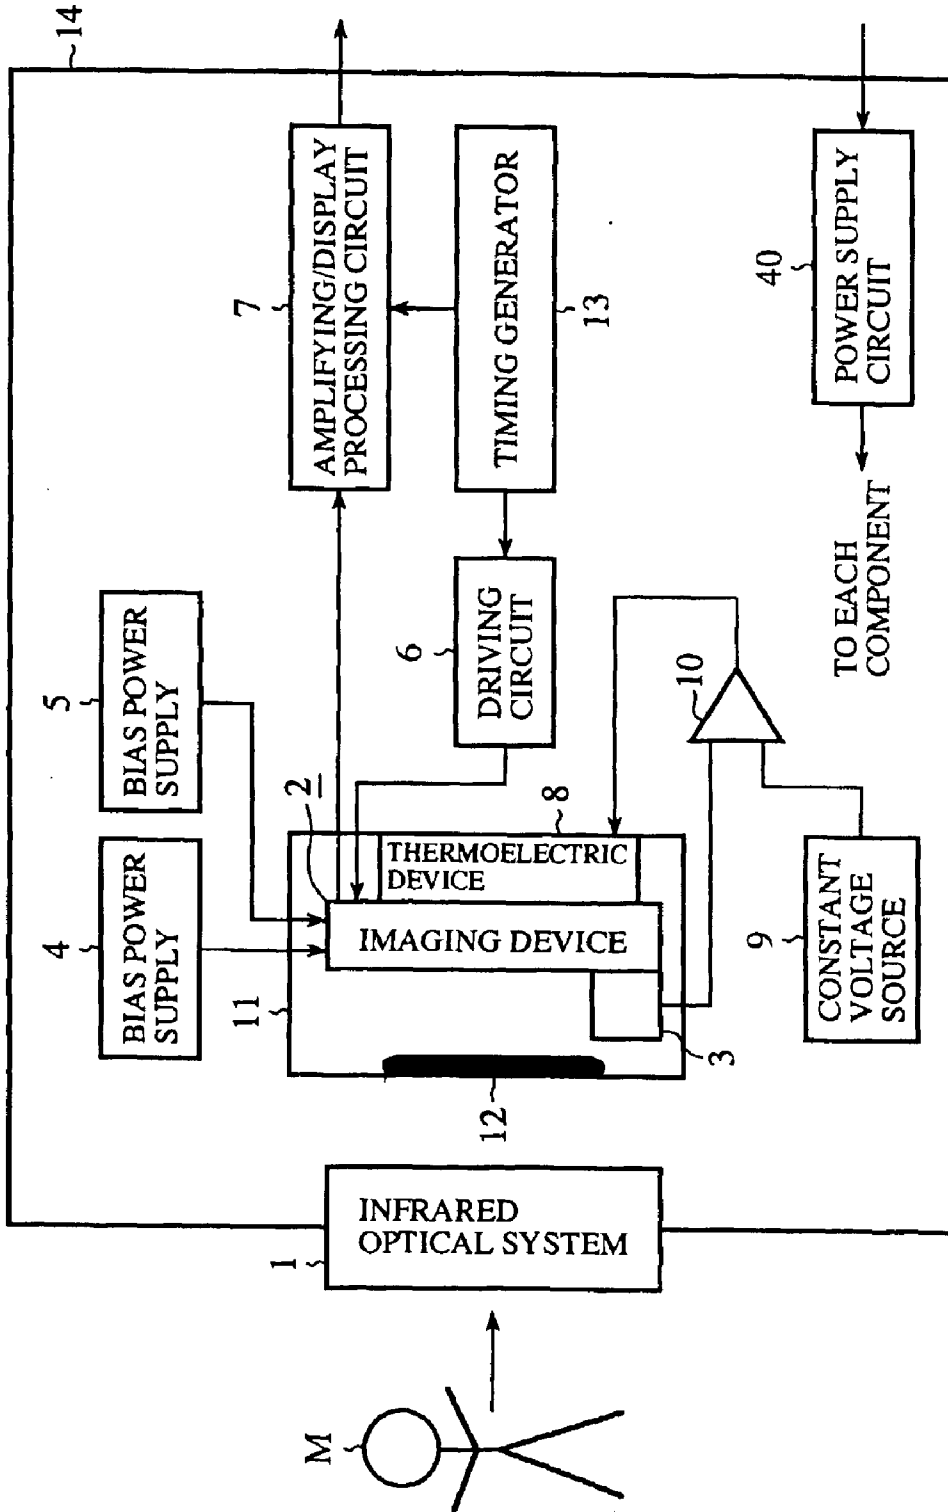 14
5
BIAS POWER
SUPPLY
4
BIAS POWER
SUPPLY
7
AMPLIFYING/DISPLAY
PROCESSING CIRCUIT
TIMING GENERATOR
13
6
DRIVING
CIRCUIT
2
11
THERMOELECTRIC
DEVICE
8
IMAGING DEVICE
3
12
10
9
CONSTANT
VOLTAGE
SOURCE
40
POWER SUPPLY
CIRCUIT
TO EACH
COMPONENT
INFRARED
OPTICAL SYSTEM
1
M